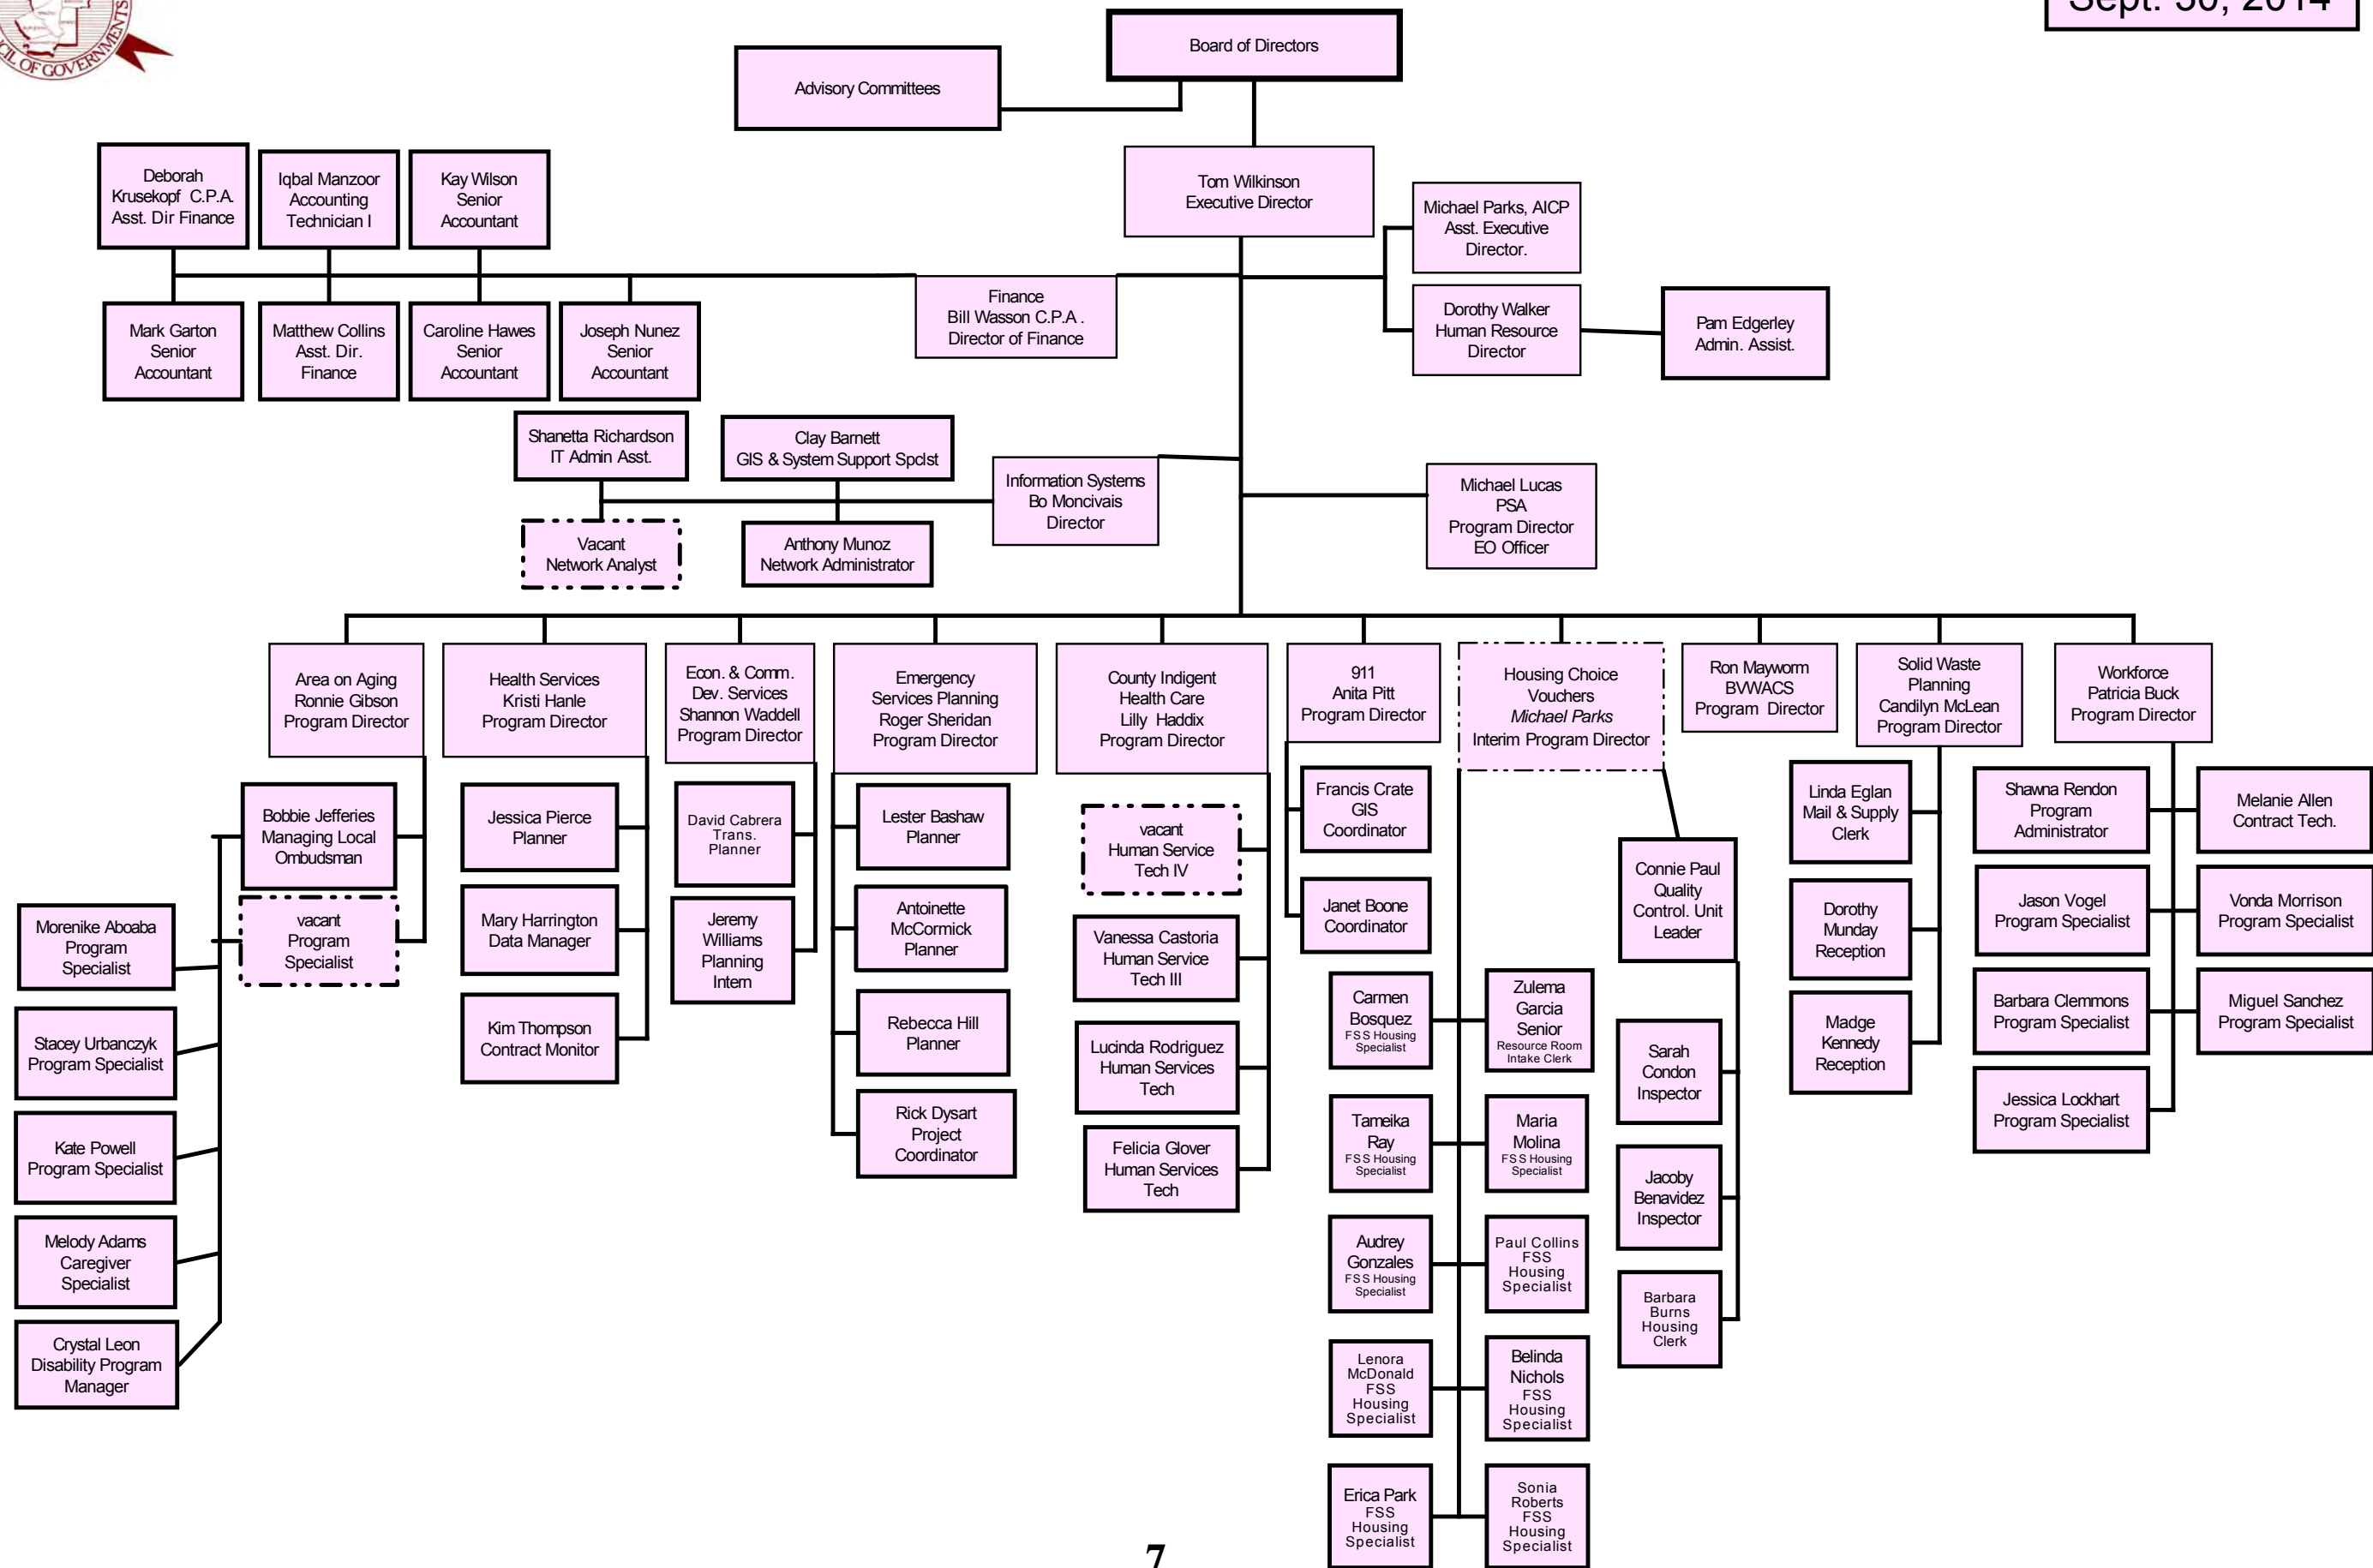 OF GOVERNMENTS
Sept. 30, 2014
Board of Directors
Advisory Committees
Tom Wilkinson
Executive Director
Deborah
Krusekopf C.P.A.
Asst. Dir Finance
Iqbal Manzoor
Accounting
Technician I
Kay Wilson
Senior
Accountant
Michael Parks, AICP
Asst. Executive
Director.
Finance
Bill Wasson C.P.A .
Director of Finance
Dorothy Walker
Human Resource
Director
Pam Edgerley
Admin. Assist.
Mark Garton
Senior
Accountant
Matthew Collins
Asst. Dir.
Finance
Caroline Hawes
Senior
Accountant
Joseph Nunez
Senior
Accountant
Shanetta Richardson
IT Admin Asst.
Clay Barnett
GIS & System Support Spclst
Information Systems
Bo Moncivais
Director
Michael Lucas
PSA
Program Director
EO Officer
Vacant
Network Analyst
Anthony Munoz
Network Administrator
Area on Aging
Ronnie Gibson
Program Director
Health Services
Kristi Hanle
Program Director
Econ. & Comm.
Dev. Services
Shannon Waddell
Program Director
Emergency
Services Planning
Roger Sheridan
Program Director
County Indigent
Health Care
Lilly Haddix
Program Director
911
Anita Pitt
Program Director
Housing Choice
Vouchers
Michael Parks
Interim Program Director
Ron Mayworm
BVWACS
Program Director
Solid Waste
Planning
Candilyn McLean
Program Director
Workforce
Patricia Buck
Program Director
Bobbie Jefferies
Managing Local
Ombudsman
vacant
Program
Specialist
Morenike Aboaba
Program
Specialist
Stacey Urbanczyk
Program Specialist
Kate Powell
Program Specialist
Melody Adams
Caregiver
Specialist
Crystal Leon
Disability Program
Manager
Jessica Pierce
Planner
Mary Harrington
Data Manager
Kim Thompson
Contract Monitor
David Cabrera
Trans.
Planner
Jeremy
Williams
Planning
Intern
Lester Bashaw
Planner
Antoinette
McCormick
Planner
Rebecca Hill
Planner
Rick Dysart
Project
Coordinator
vacant
Human Service
Tech IV
Vanessa Castoria
Human Service
Tech III
Lucinda Rodriguez
Human Services
Tech
Felicia Glover
Human Services
Tech
Francis Crate
GIS
Coordinator
Janet Boone
Coordinator
Carmen
Bosquez
FSS Housing
Specialist
Zulema
Garcia
Senior
Resource Room
Intake Clerk
Tameika
Ray
FSS Housing
Specialist
Maria
Molina
FSS Housing
Specialist
Audrey
Gonzales
FSS Housing
Specialist
Paul Collins
FSS
Housing
Specialist
Lenora
McDonald
FSS
Housing
Specialist
Belinda
Nichols
FSS
Housing
Specialist
Erica Park
FSS
Housing
Specialist
Sonia
Roberts
FSS
Housing
Specialist
Connie Paul
Quality
Control. Unit
Leader
Sarah
Condon
Inspector
Jacoby
Benavidez
Inspector
Barbara
Burns
Housing
Clerk
Linda Eglan
Mail & Supply
Clerk
Dorothy
Munday
Reception
Madge
Kennedy
Reception
Shawna Rendon
Program
Administrator
Melanie Allen
Contract Tech.
Jason Vogel
Program Specialist
Vonda Morrison
Program Specialist
Barbara Clemmons
Program Specialist
Miguel Sanchez
Program Specialist
Jessica Lockhart
Program Specialist
7